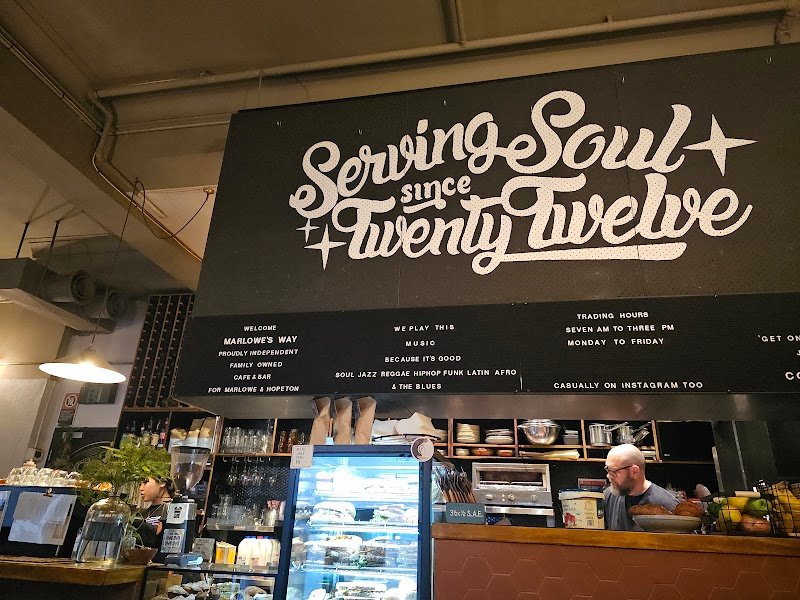 Serving Soul
since
Twenty Twelve
WELCOME
MARLOWE'S WAY
PROUDLY INDEPENDENT
FAMILY OWNED
CAFE & BAR
FOR MARLOWE & HOPETON
WE PLAY THIS
MUSIC
BECAUSE IT'S GOOD
SOUL JAZZ REGGAE HIPHOP FUNK LATIN AFRO
& THE BLUES
TRADING HOURS
SEVEN AM TO THREE PM
MONDAY TO FRIDAY
CASUALLY ON INSTAGRAM TOO
'GET ON